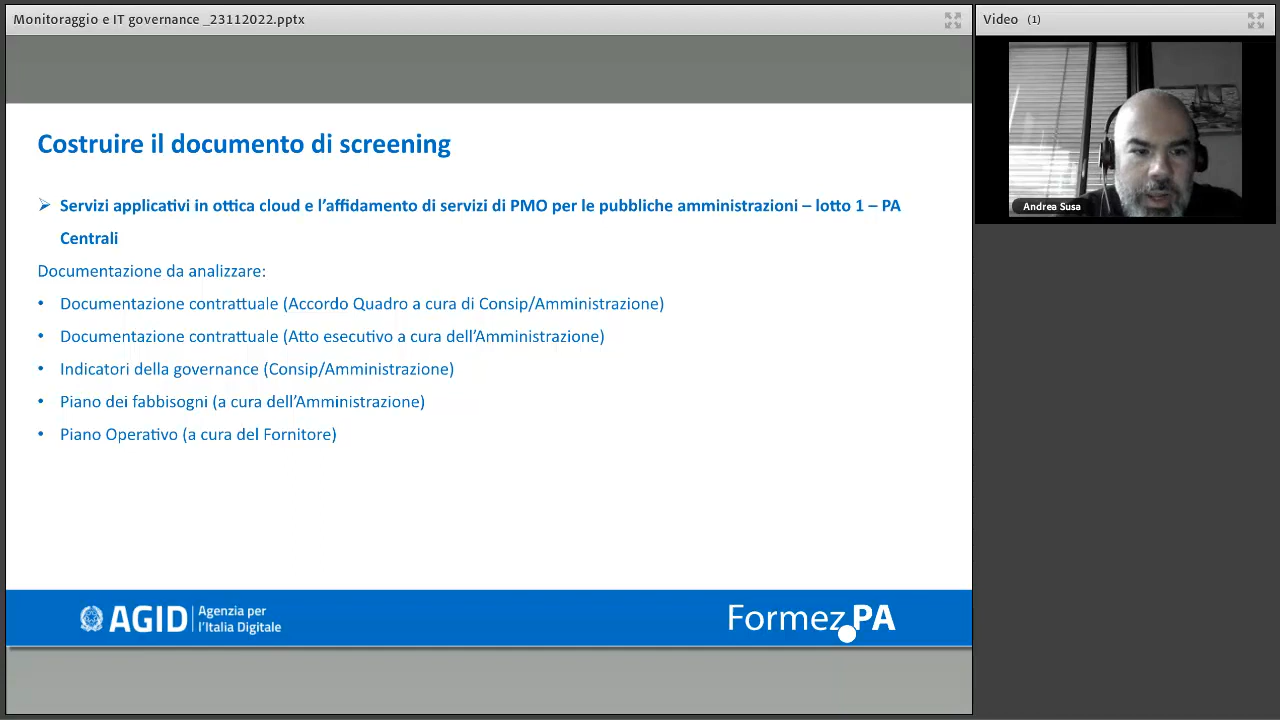 Monitoraggio e IT governance _23112022.pptx
Video (1)
Andrea Susa
Costruire il documento di screening
➢ Servizi applicativi in ottica cloud e l’affidamento di servizi di PMO per le pubbliche amministrazioni – lotto 1 – PA
Centrali
Documentazione da analizzare:
• Documentazione contrattuale (Accordo Quadro a cura di Consip/Amministrazione)
• Documentazione contrattuale (Atto esecutivo a cura dell’Amministrazione)
• Indicatori della governance (Consip/Amministrazione)
• Piano dei fabbisogni (a cura dell’Amministrazione)
• Piano Operativo (a cura del Fornitore)
AGID
Agenzia per
l’Italia Digitale
Formez PA